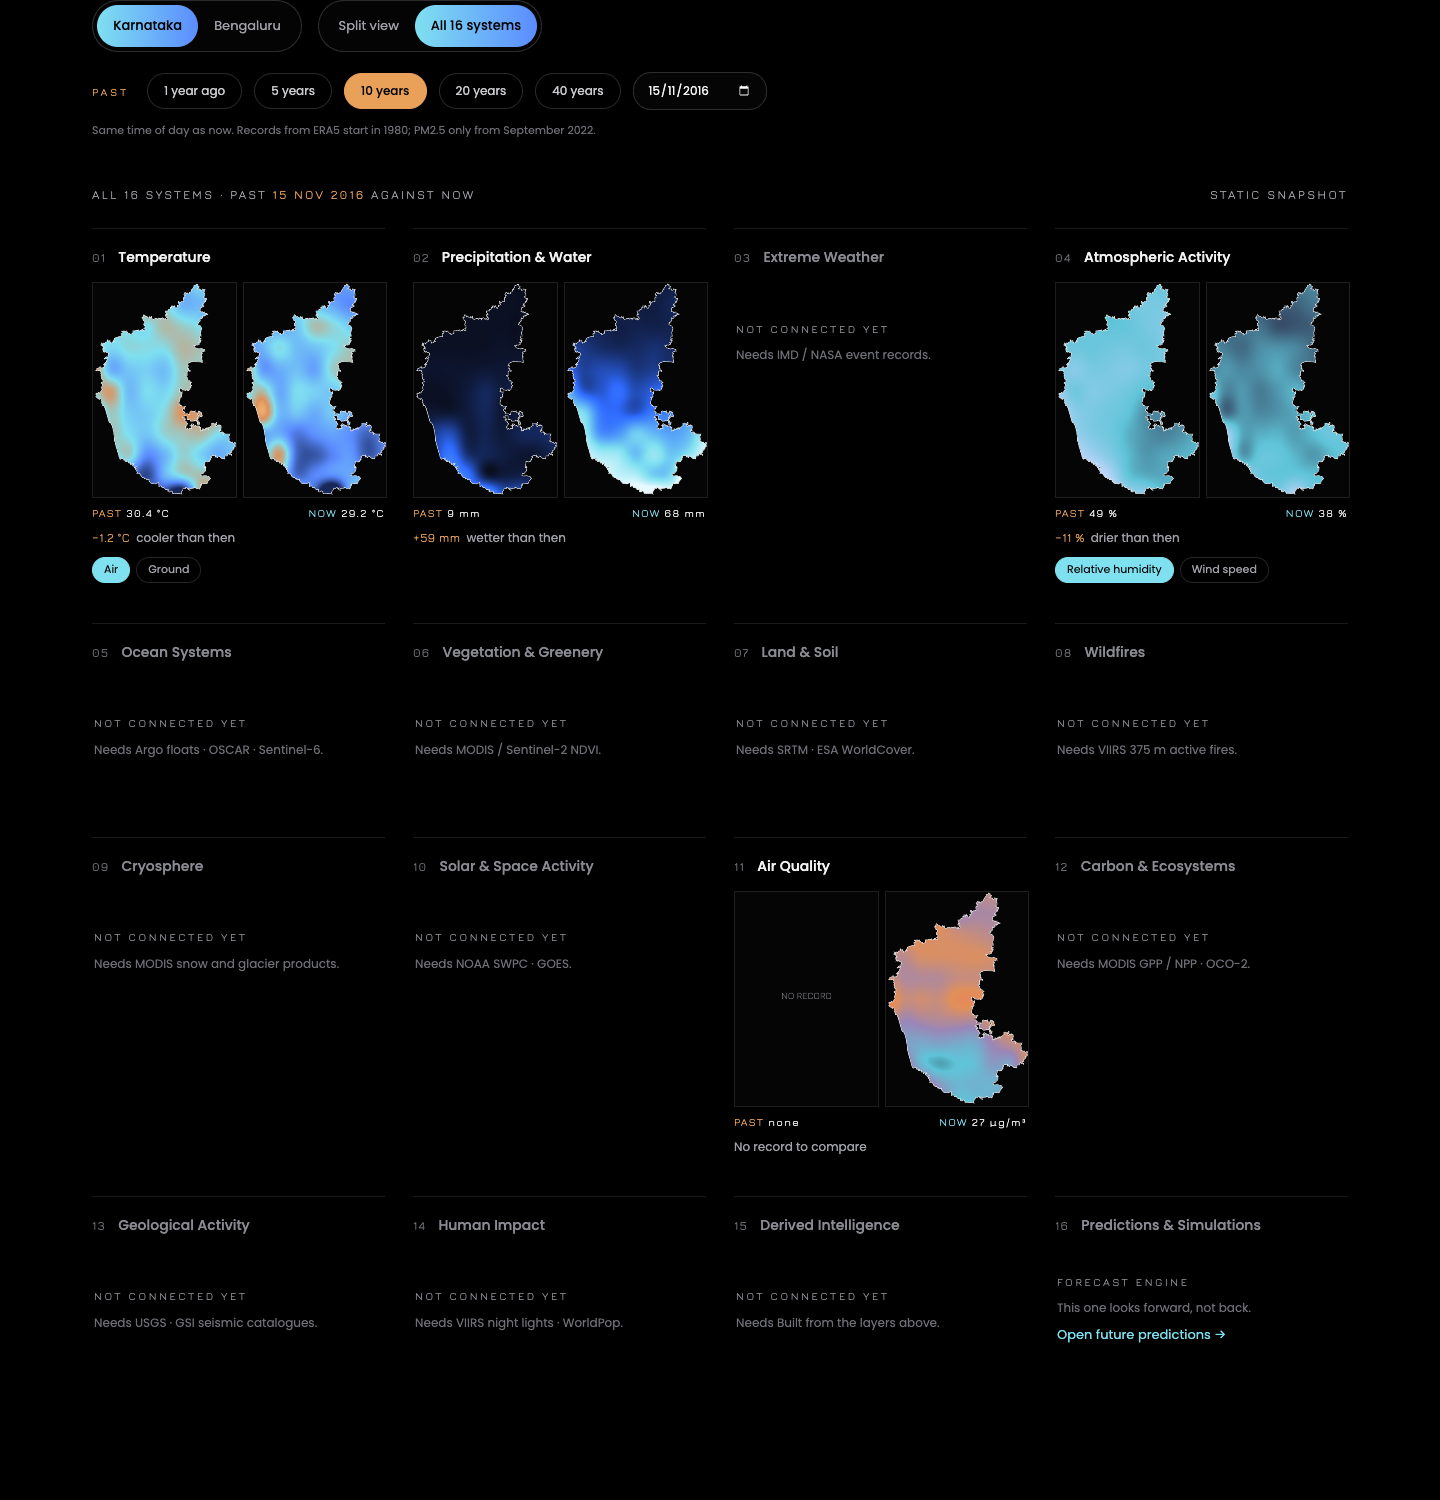 Karnataka Bengaluru Split view All 16 systems
PAST 1 year ago 5 years 10 years 20 years 40 years 15/11/2016
Same time of day as now. Records from ERA5 start in 1980; PM2.5 only from September 2022.
ALL 16 SYSTEMS · PAST 15 NOV 2016 AGAINST NOW STATIC SNAPSHOT
01 Temperature
PAST 30.4 °C NOW 29.2 °C
−1.2 °C cooler than then
Air Ground
02 Precipitation & Water
PAST 9 mm NOW 68 mm
+59 mm wetter than then
03 Extreme Weather
NOT CONNECTED YET
Needs IMD / NASA event records.
04 Atmospheric Activity
PAST 49 % NOW 38 %
−11 % drier than then
Relative humidity Wind speed
05 Ocean Systems
NOT CONNECTED YET
Needs Argo floats · OSCAR · Sentinel-6.
06 Vegetation & Greenery
NOT CONNECTED YET
Needs MODIS / Sentinel-2 NDVI.
07 Land & Soil
NOT CONNECTED YET
Needs SRTM · ESA WorldCover.
08 Wildfires
NOT CONNECTED YET
Needs VIIRS 375 m active fires.
09 Cryosphere
NOT CONNECTED YET
Needs MODIS snow and glacier products.
10 Solar & Space Activity
NOT CONNECTED YET
Needs NOAA SWPC · GOES.
11 Air Quality
NO RECORD
PAST none NOW 27 µg/m³
No record to compare
12 Carbon & Ecosystems
NOT CONNECTED YET
Needs MODIS GPP / NPP · OCO-2.
13 Geological Activity
NOT CONNECTED YET
Needs USGS · GSI seismic catalogues.
14 Human Impact
NOT CONNECTED YET
Needs VIIRS night lights · WorldPop.
15 Derived Intelligence
NOT CONNECTED YET
Needs Built from the layers above.
16 Predictions & Simulations
FORECAST ENGINE
This one looks forward, not back.
Open future predictions →